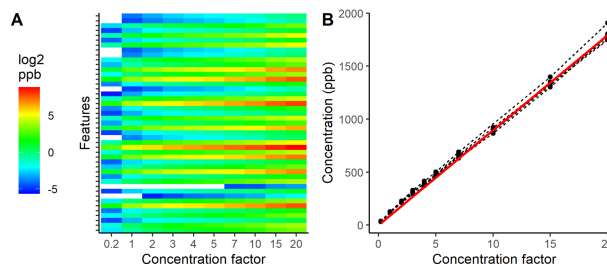 A
log2
ppb
5
0
-5
Features
0.2 1 2 3 4 5 7 10 15 20
Concentration factor
B
Concentration (ppb)
2000
1500
1000
500
0
0 5 10 15 2
Concentration factor